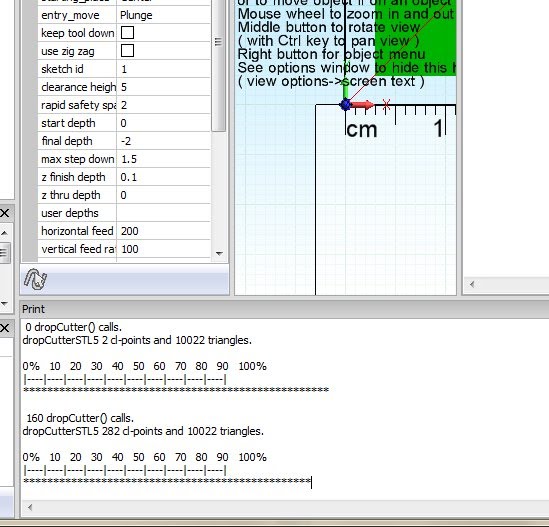 entry_move Plunge
keep tool down
use zig zag
sketch id 1
clearance heigh 5
rapid safety spa 2
start depth 0
final depth -2
max step down 1.5
z finish depth 0.1
z thru depth 0
user depths
horizontal feed 200
vertical feed ra 100
or to move object if on an object
Mouse wheel to zoom in and out
Middle button to rotate view
( with Ctrl key to pan view )
Right button for object menu
See options window to hide this h
( view options->screen text )
cm 1
Print
0 dropCutter() calls.
dropCutterSTL5 2 cl-points and 10022 triangles.
0% 10 20 30 40 50 60 70 80 90 100%
|----|----|----|----|----|----|----|----|----|----|
***************************************************
160 dropCutter() calls.
dropCutterSTL5 282 cl-points and 10022 triangles.
0% 10 20 30 40 50 60 70 80 90 100%
|----|----|----|----|----|----|----|----|----|----|
************************************************